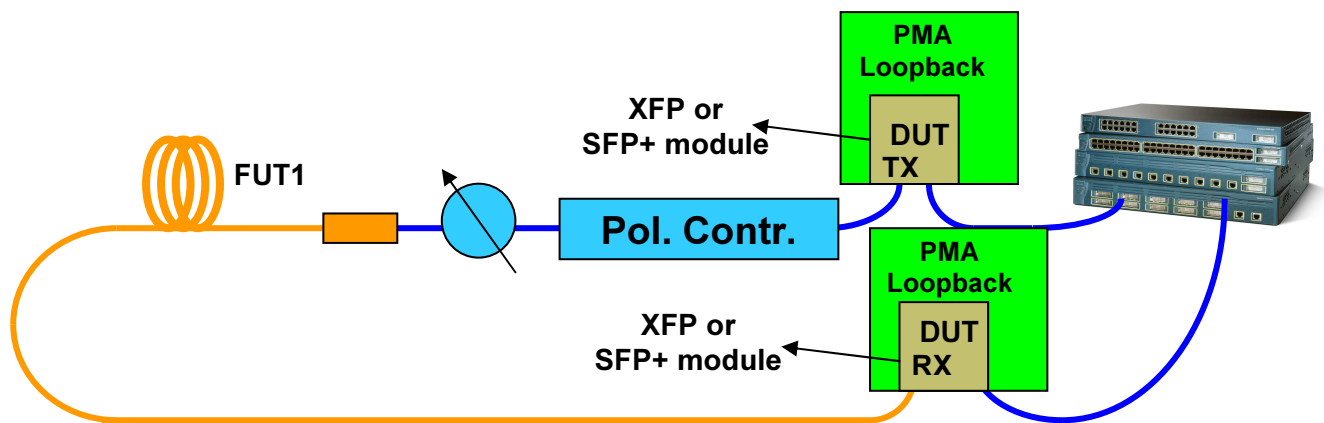 PMA
Loopback
XFP or
SFP+ module
DUT
TX
FUT1
Pol. Contr.
PMA
Loopback
XFP or
SFP+ module
DUT
RX